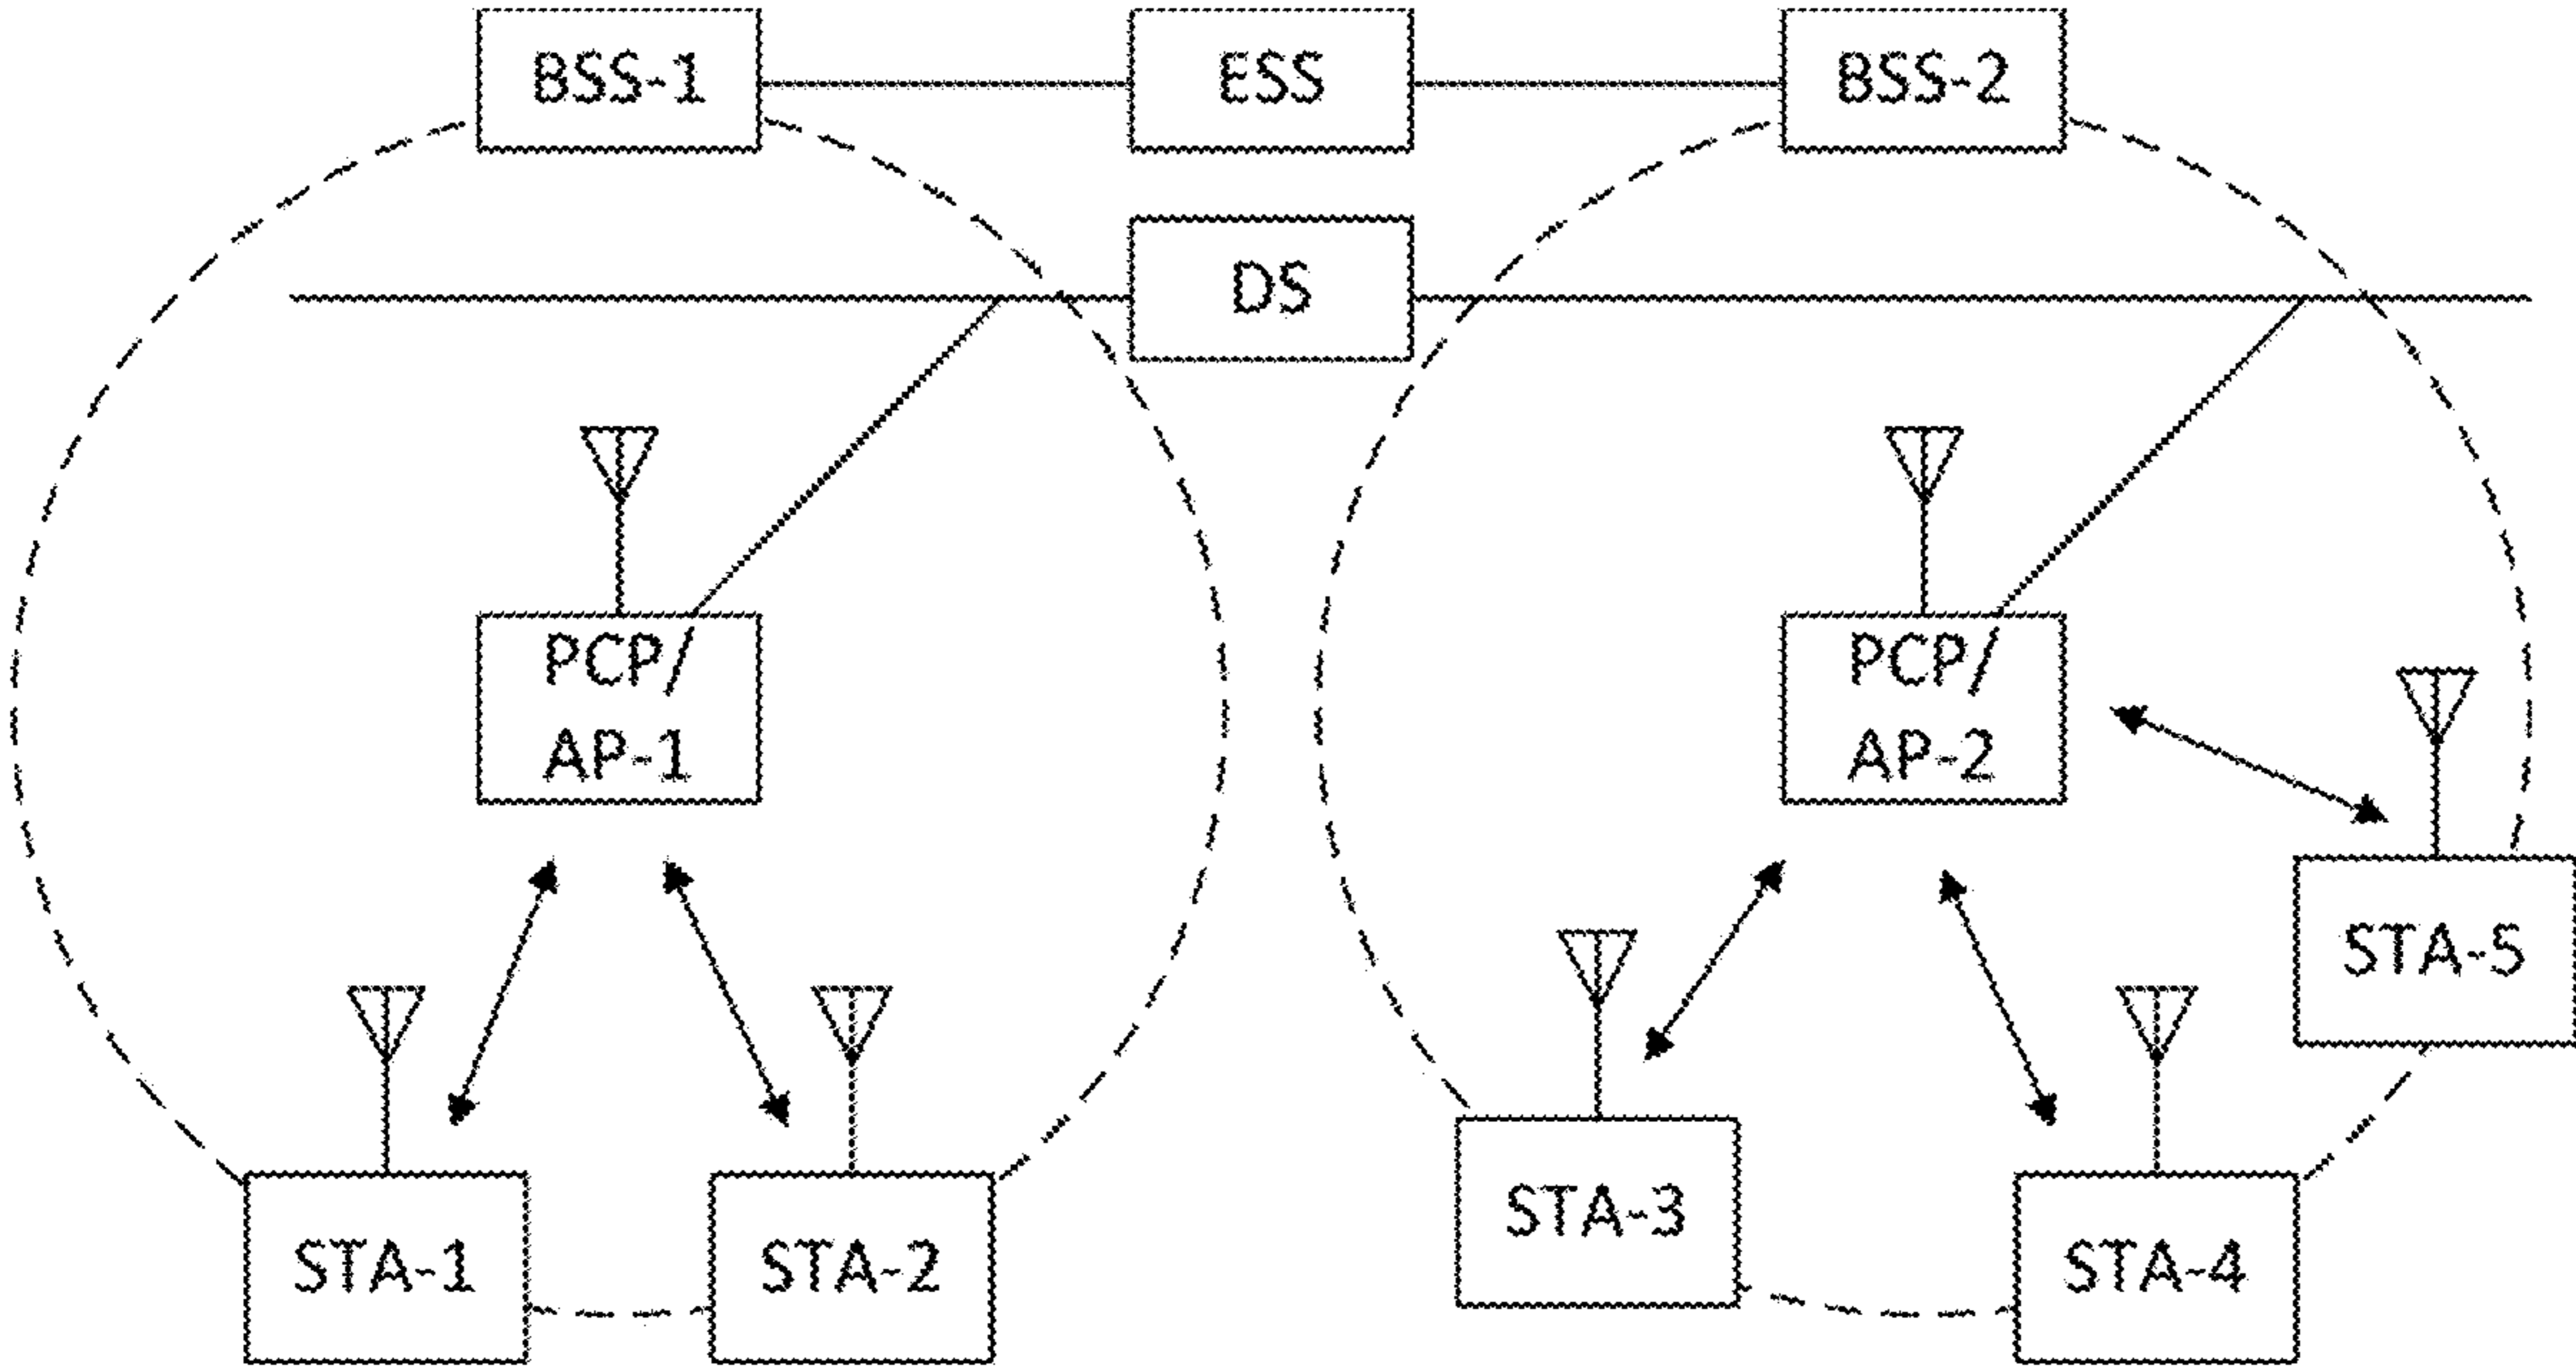 BSS-1
ESS
BSS-2
DS
PCP/
AP-1
PCP/
AP-2
STA-5
STA-3
STA-1
STA-2
STA-4